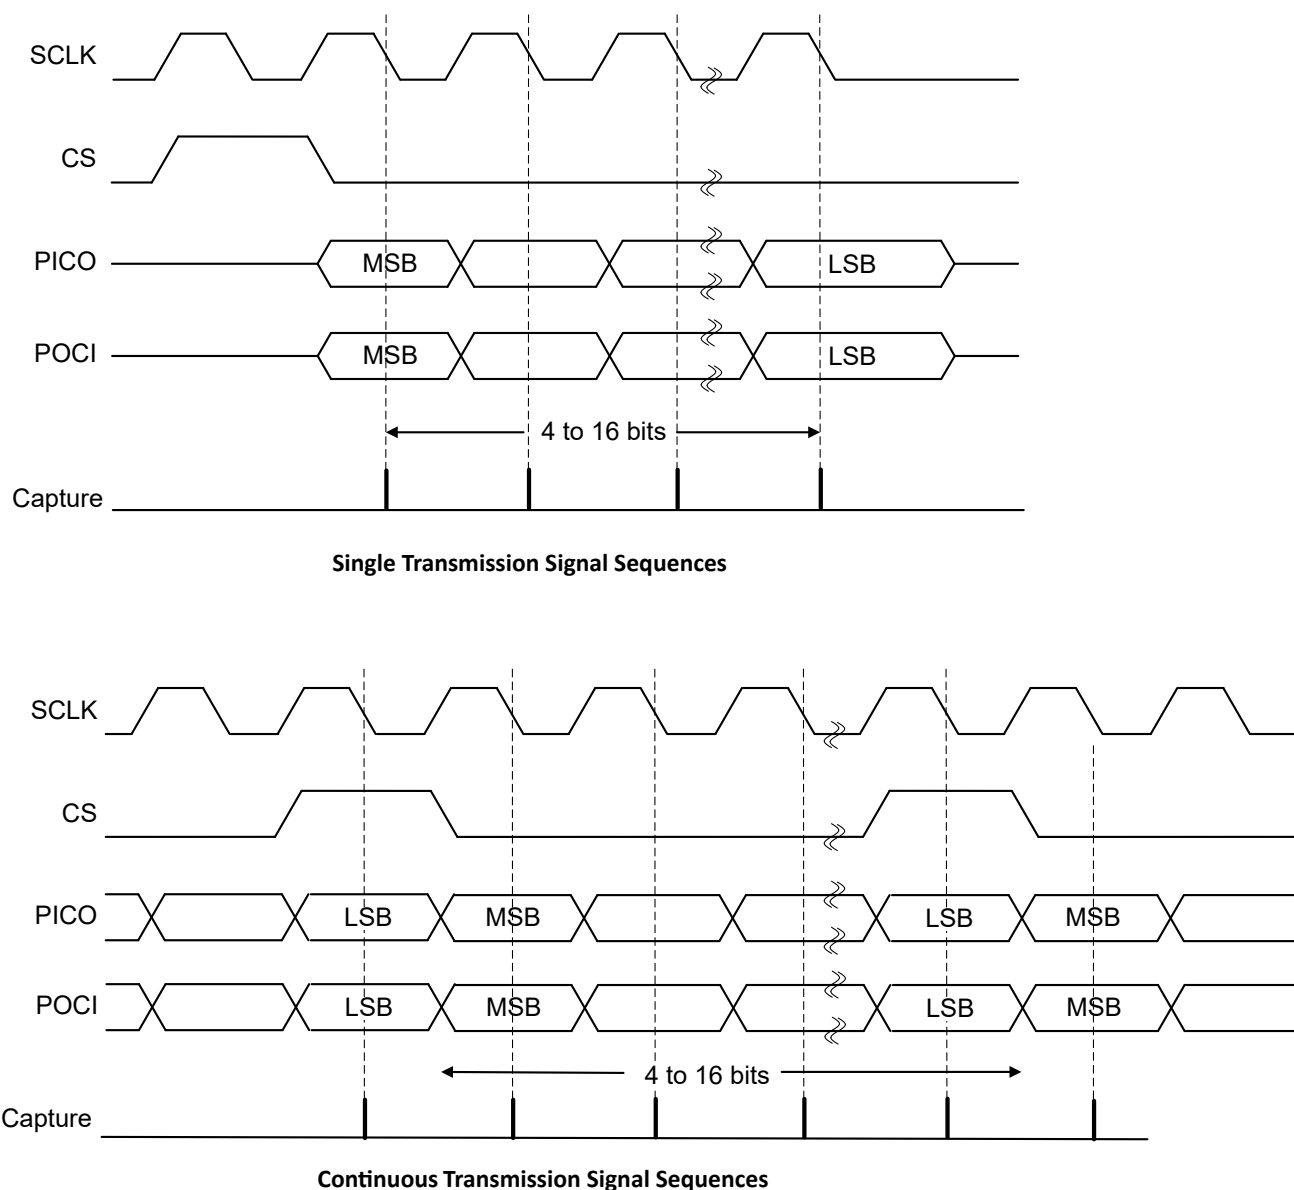 SCLK
CS
PICO MSB LSB
POCI MSB LSB
4 to 16 bits
Capture
Single Transmission Signal Sequences
SCLK
CS
PICO LSB MSB LSB MSB
POCI LSB MSB LSB MSB
4 to 16 bits
Capture
Continuous Transmission Signal Sequences